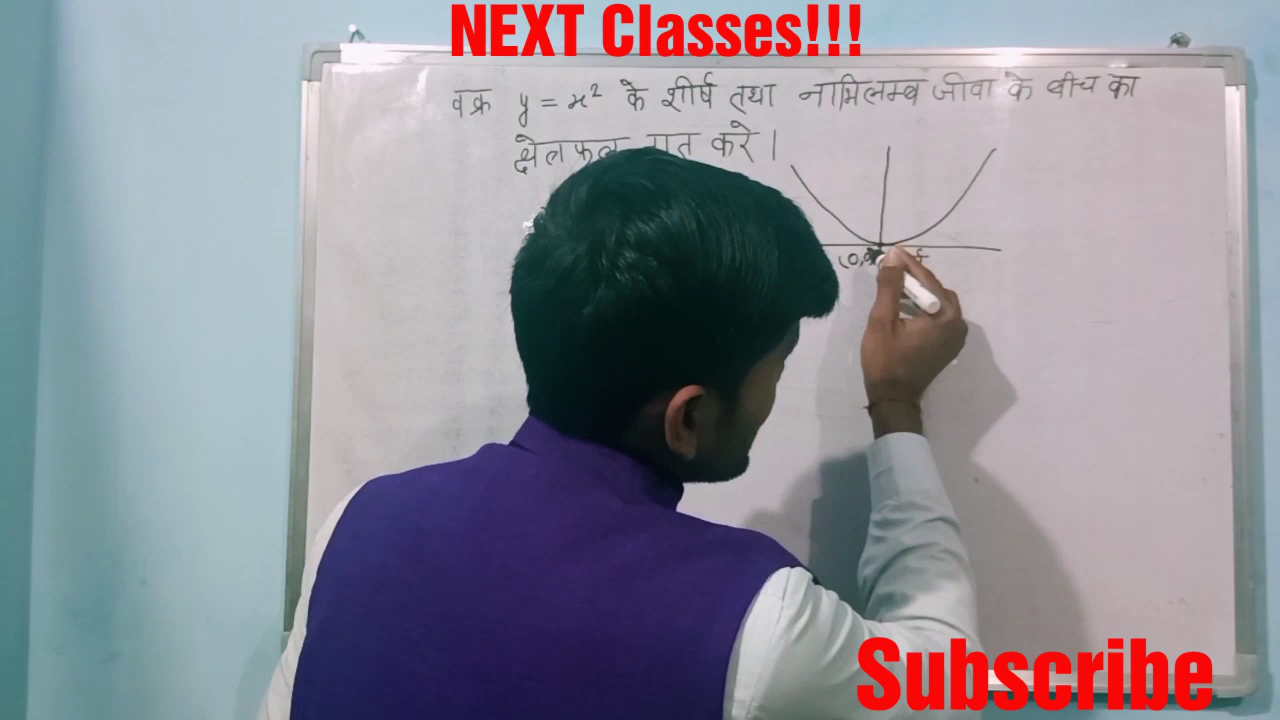 NEXT Classes!!!
वक्र y = x² के शीर्ष तथा नाभिलम्ब जीवा के बीच का
क्षेत्रफल करे।
Subscribe